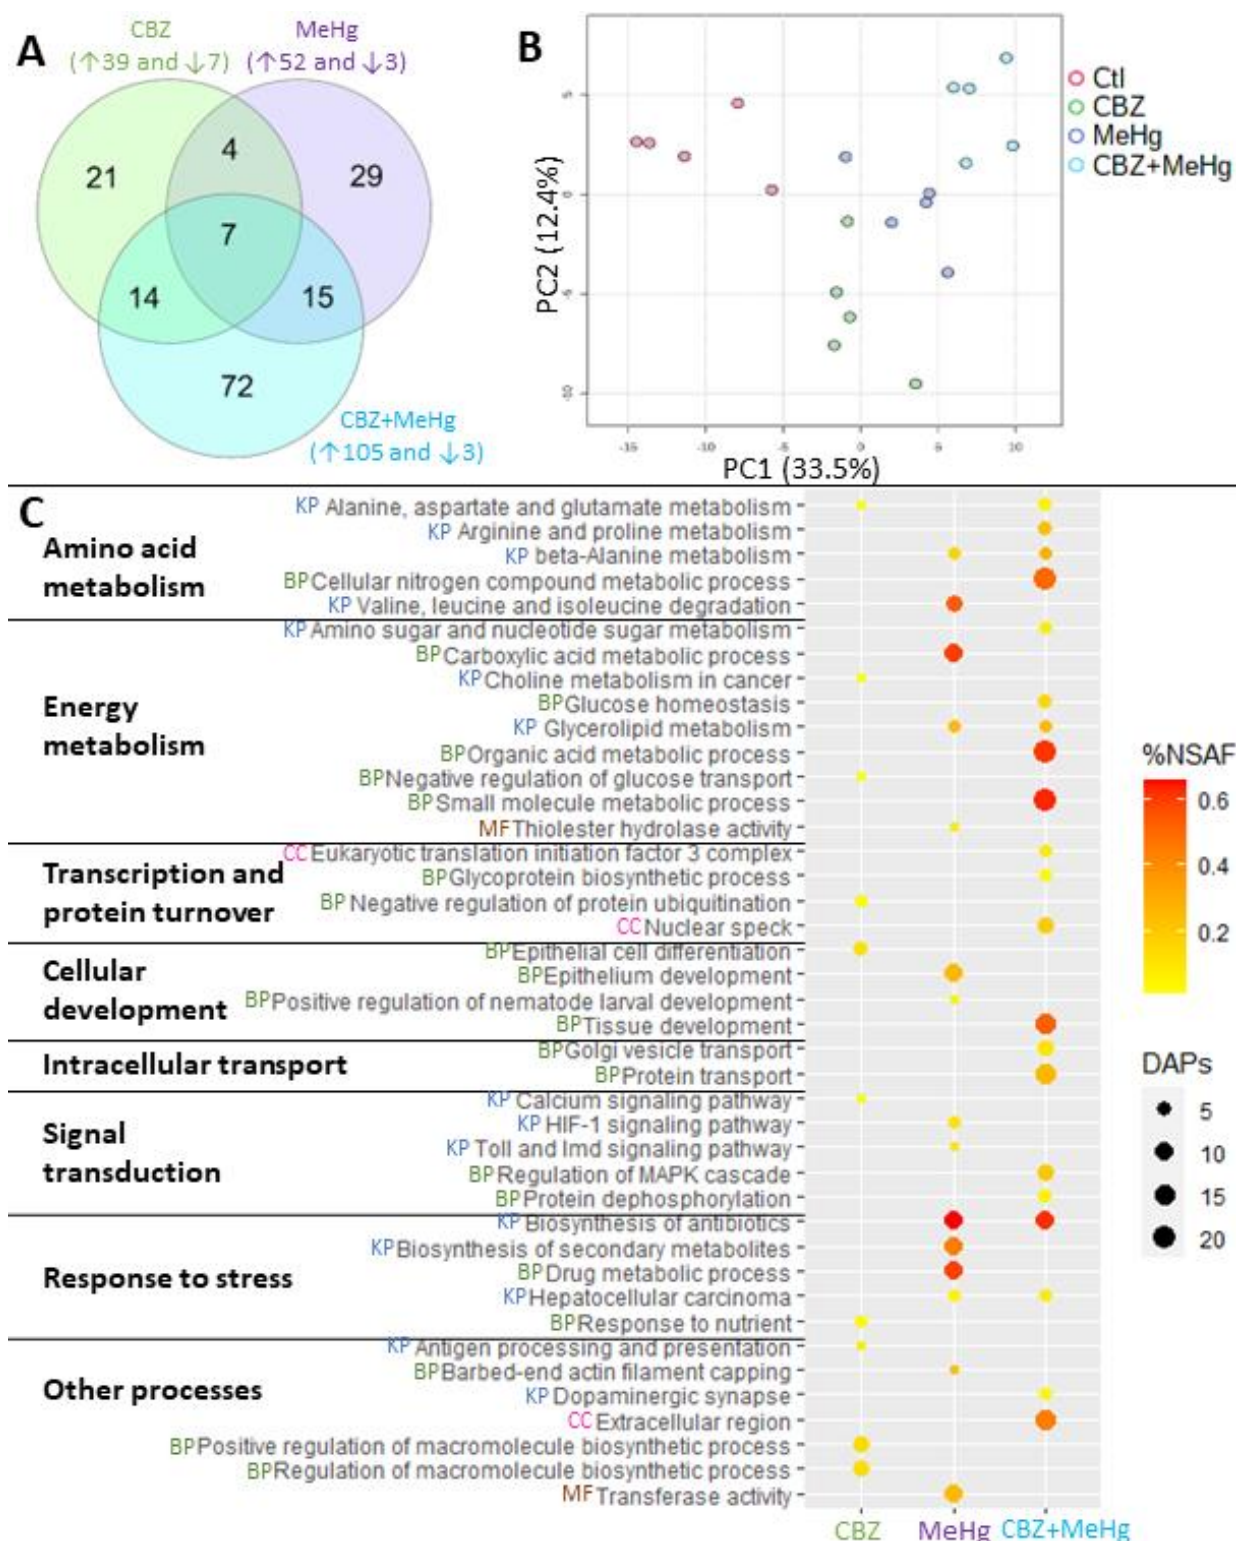 A
CBZ
(↑39 and ↓7)
MeHg
(↑52 and ↓3)
21
4
29
7
14
15
72
CBZ+MeHg
(↑105 and ↓3)
B
PC2 (12.4%)
5
0
-5
-10
-15
-10
-5
0
5
10
PC1 (33.5%)
Ctl
CBZ
MeHg
CBZ+MeHg
C
Amino acid
metabolism
KP Alanine, aspartate and glutamate metabolism
KP Arginine and proline metabolism
KP beta-Alanine metabolism
BP Cellular nitrogen compound metabolic process
KP Valine, leucine and isoleucine degradation
Energy
metabolism
KP Amino sugar and nucleotide sugar metabolism
BP Carboxylic acid metabolic process
KP Choline metabolism in cancer
BP Glucose homeostasis
KP Glycerolipid metabolism
BP Organic acid metabolic process
BP Negative regulation of glucose transport
BP Small molecule metabolic process
MF Thiolester hydrolase activity
Transcription and
protein turnover
CC Eukaryotic translation initiation factor 3 complex
BP Glycoprotein biosynthetic process
BP Negative regulation of protein ubiquitination
CC Nuclear speck
Cellular
development
BP Epithelial cell differentiation
BP Epithelium development
BP Positive regulation of nematode larval development
BP Tissue development
Intracellular transport
BP Golgi vesicle transport
BP Protein transport
Signal
transduction
KP Calcium signaling pathway
KP HIF-1 signaling pathway
KP Toll and Imd signaling pathway
BP Regulation of MAPK cascade
BP Protein dephosphorylation
Response to stress
KP Biosynthesis of antibiotics
KP Biosynthesis of secondary metabolites
BP Drug metabolic process
KP Hepatocellular carcinoma
BP Response to nutrient
Other processes
KP Antigen processing and presentation
BP Barbed-end actin filament capping
KP Dopaminergic synapse
CC Extracellular region
BP Positive regulation of macromolecule biosynthetic process
BP Regulation of macromolecule biosynthetic process
MF Transferase activity
CBZ
MeHg
CBZ+MeHg
%NSAF
0.6
0.4
0.2
DAPs
5
10
15
20